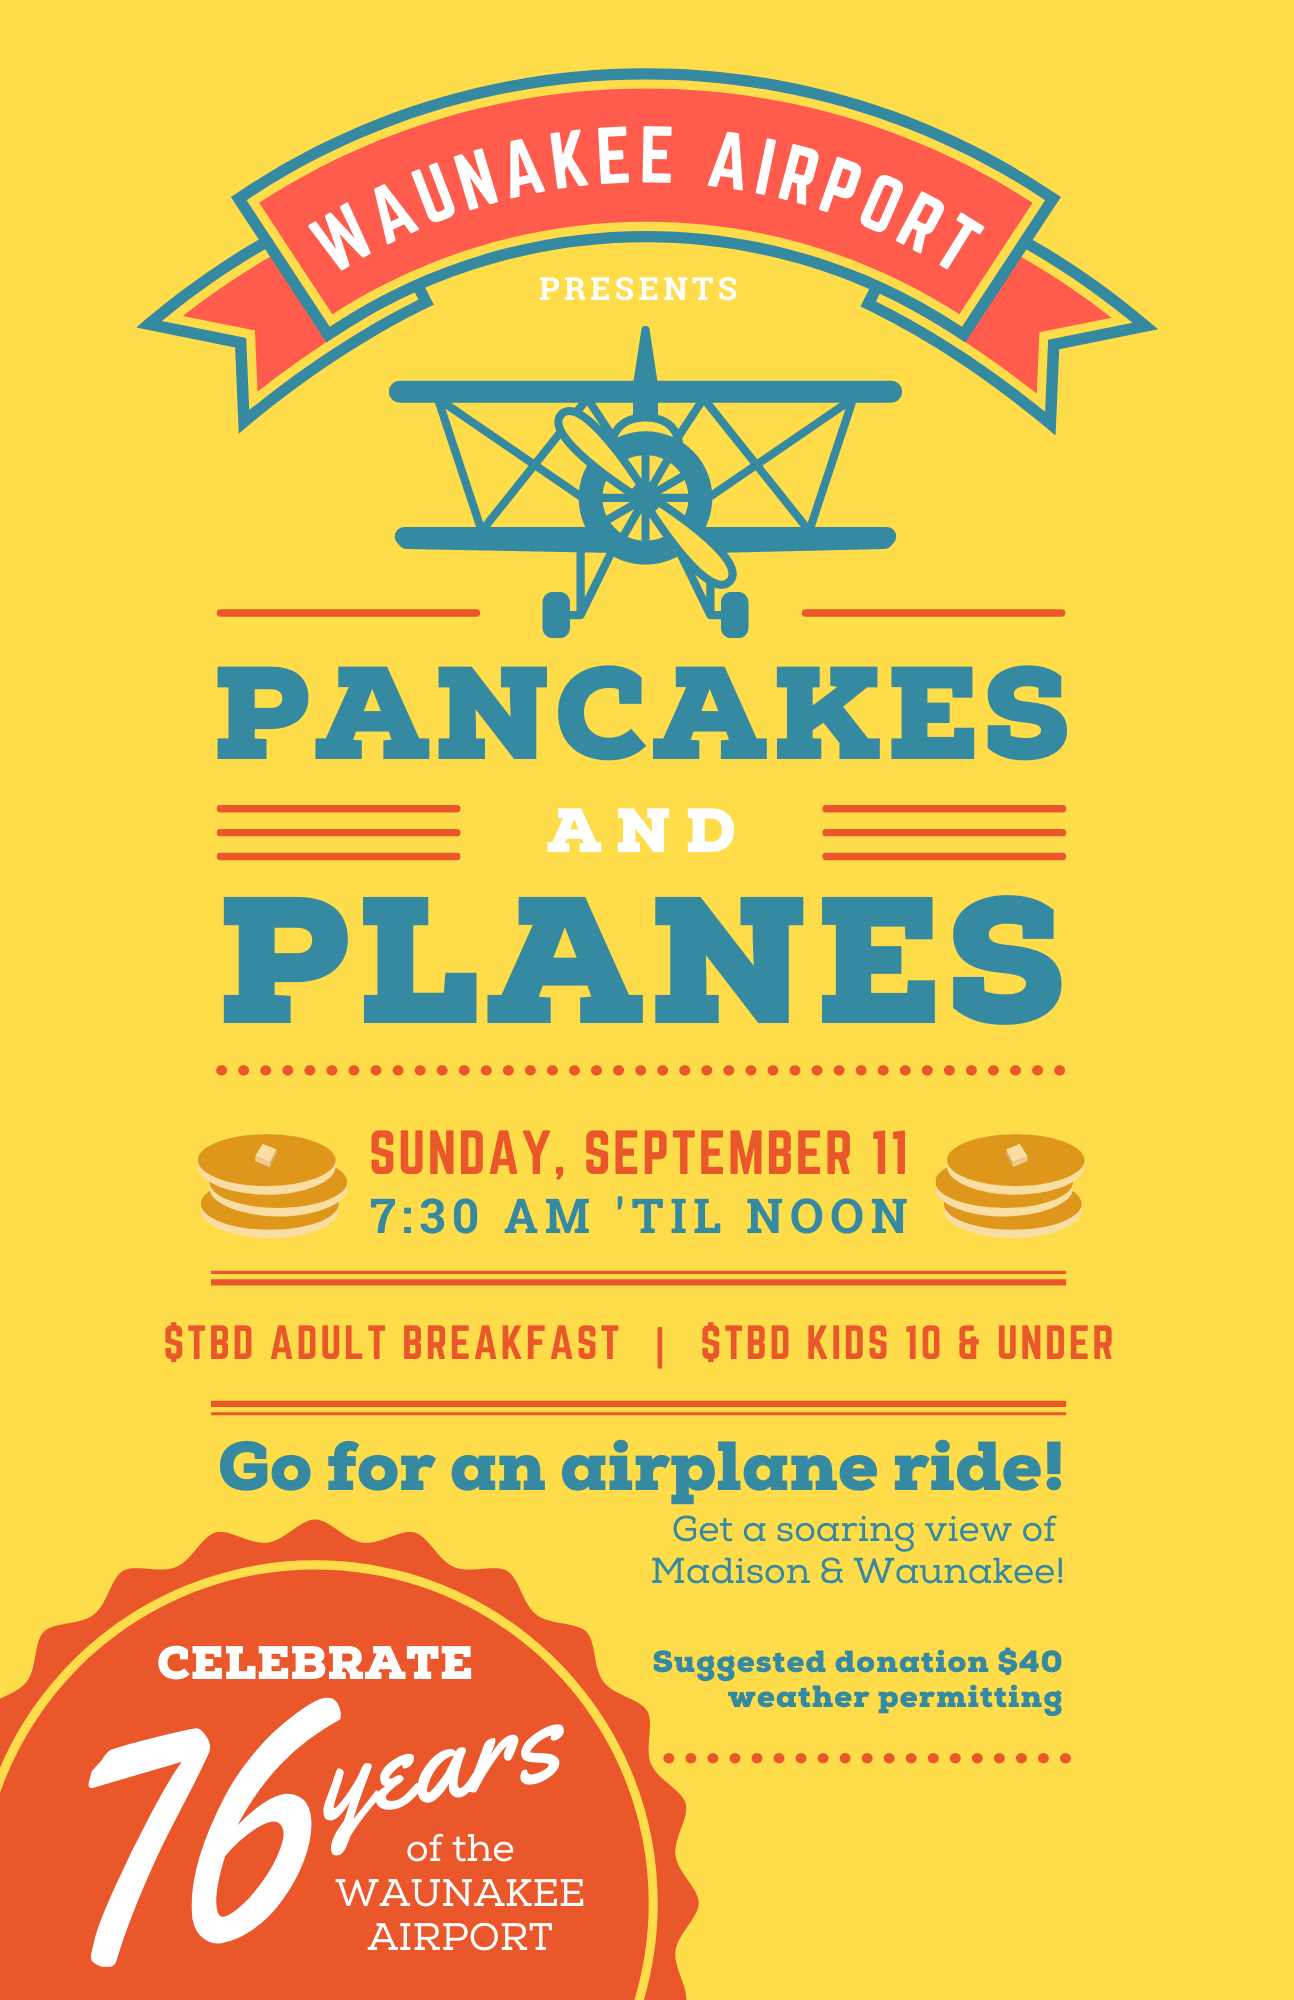 WAUNAKEE AIRPORT
PRESENTS
PANCAKES
AND
PLANES
SUNDAY, SEPTEMBER 11
7:30 AM 'TIL NOON
$TBD ADULT BREAKFAST | $TBD KIDS 10 & UNDER
Go for an airplane ride!
Get a soaring view of
Madison & Waunakee!
Suggested donation $40
weather permitting
CELEBRATE
76 years
of the
WAUNAKEE
AIRPORT